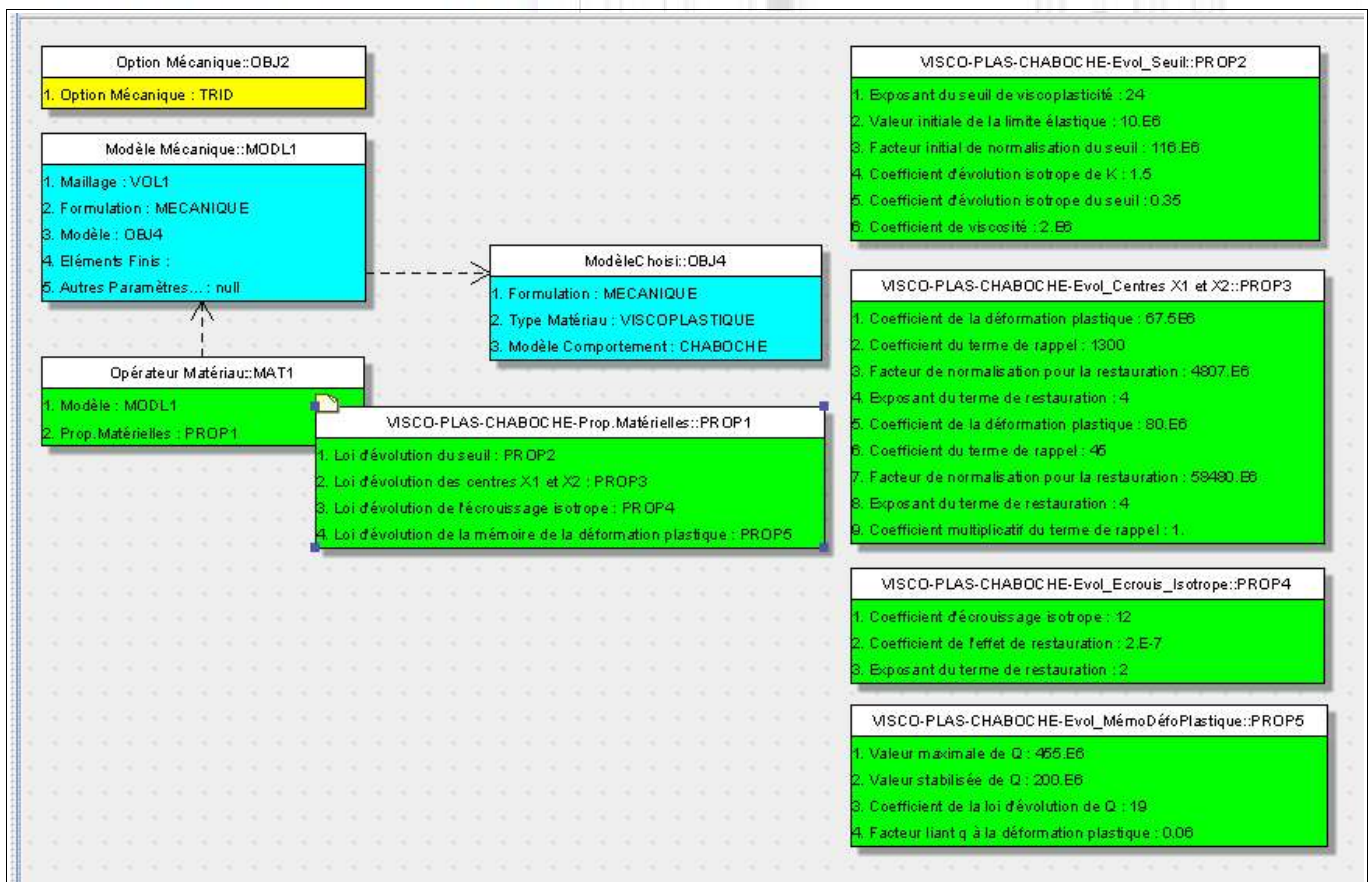 Option Mécanique::OBJ2
1. Option Mécanique : TRID
Modèle Mécanique::MODL1
1. Maillage : VOL1
2. Formulation : MECANIQUE
3. Modèle : OBJ4
4. Eléments Finis :
5. Autres Paramètres... : null
ModèleChoisi::OBJ4
1. Formulation : MECANIQUE
2. Type Matériau : VISCOPLASTIQUE
3. Modèle Comportement : CHABOCHE
Opérateur Matériau::MAT1
1. Modèle : MODL1
2. Prop.Matérielles : PROP1
VISCO-PLAS-CHABOCHE-Prop.Matérielles::PROP1
1. Loi d'évolution du seuil : PROP2
2. Loi d'évolution des centres X1 et X2 : PROP3
3. Loi d'évolution de l'écrouissage isotrope : PROP4
4. Loi d'évolution de la mémoire de la déformation plastique : PROP5
VISCO-PLAS-CHABOCHE-Evol_Seuil::PROP2
1. Exposant du seuil de viscoplasticité : 24
2. Valeur initiale de la limite élastique : 10.E6
3. Facteur initial de normalisation du seuil : 116.E6
4. Coefficient d'évolution isotrope de K : 1.5
5. Coefficient d'évolution isotrope du seuil : 0.35
6. Coefficient de viscosité : 2.E6
VISCO-PLAS-CHABOCHE-Evol_Centres X1 et X2::PROP3
1. Coefficient de la déformation plastique : 67.5E6
2. Coefficient du terme de rappel : 1300
3. Facteur de normalisation pour la restauration : 4807.E6
4. Exposant du terme de restauration : 4
5. Coefficient de la déformation plastique : 80.E6
6. Coefficient du terme de rappel : 45
7. Facteur de normalisation pour la restauration : 58480.E6
8. Exposant du terme de restauration : 4
9. Coefficient multiplicatif du terme de rappel : 1.
VISCO-PLAS-CHABOCHE-Evol_Ecrouis_Isotrope::PROP4
1. Coefficient d'écrouissage isotrope : 12
2. Coefficient de l'effet de restauration : 2.E-7
3. Exposant du terme de restauration : 2
VISCO-PLAS-CHABOCHE-Evol_MémoDéfoPlastique::PROP5
1. Valeur maximale de Q : 455.E6
2. Valeur stabilisée de Q : 200.E6
3. Coefficient de la loi d'évolution de Q : 19
4. Facteur liant q à la déformation plastique : 0.06